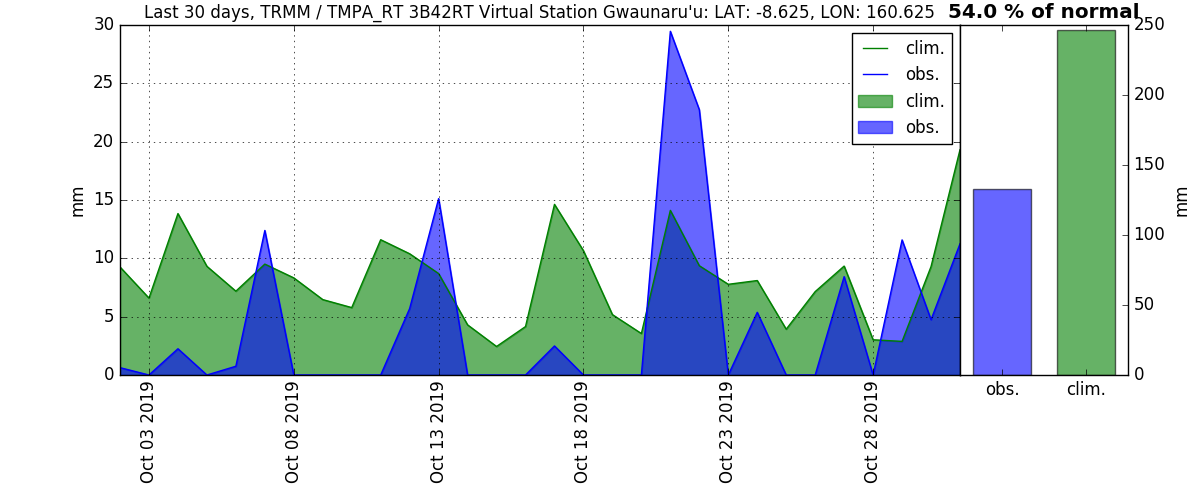 Last 30 days, TRMM / TMPA_RT 3B42RT Virtual Station Gwaunaru'u: LAT: -8.625, LON: 160.625
54.0 % of normal
30
25
20
15
10
5
0
mm
clim.
obs.
clim.
obs.
Oct 03 2019
Oct 08 2019
Oct 13 2019
Oct 18 2019
Oct 23 2019
Oct 28 2019
250
200
150
100
50
0
mm
obs.
clim.